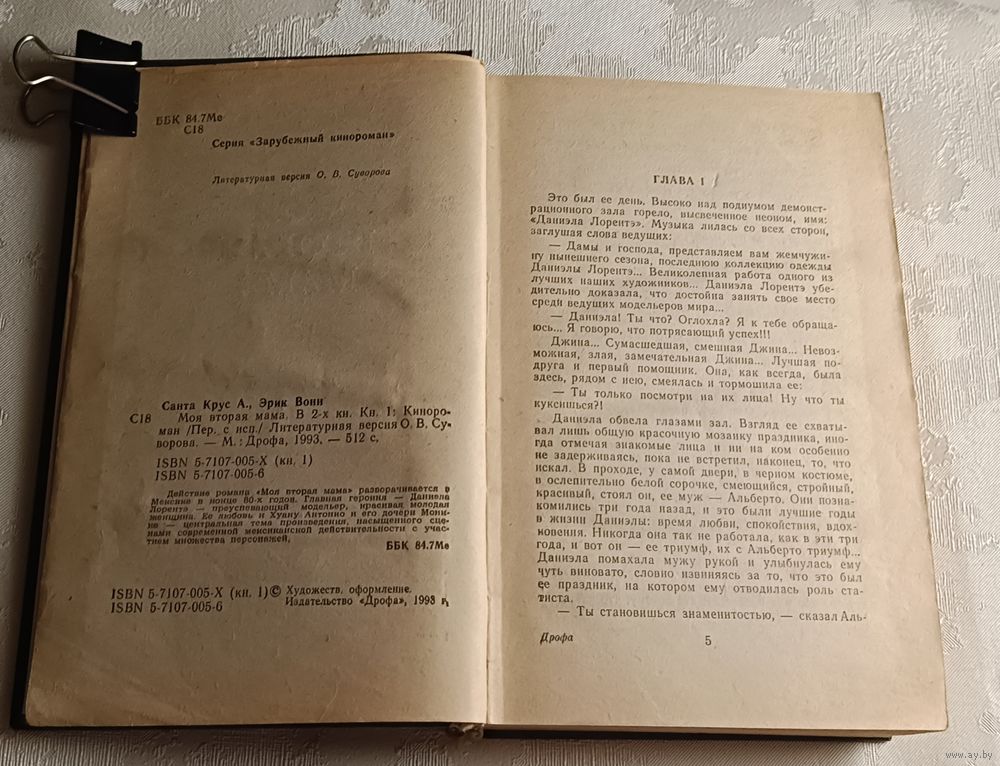 ББК 84.7Ме
С18
Серия «Зарубежный кинороман»
Литературная версия О. В. Суворова
Санта Крус А., Эрик Вонн
С18 Моя вторая мама. В 2-х кн. Кн. 1: Киноро-
ман /Пер. с исп./ Литературная версия О. В. Су-
ворова. — М.: Дрофа, 1993, — 512 с.
ISBN 5-7107-005-X (кн. 1)
ISBN 5-7107-005-6
Действие романа «Моя вторая мама» разворачивается в
Мексике в конце 80-х годов. Главная героиня — Даниела
Лорентэ — преуспевающий модельер, красивая молодая
женщина. Ее любовь к Хуану Антонио и его дочери Мони-
ке — центральная тема произведения, насыщенного сце-
нами современной мексиканской действительности с учас-
тием множества персонажей.
ББК 84.7Ме
ISBN 5-7107-005-X (кн. 1) © Художеств. оформление.
ISBN 5-7107-005-6 Издательство «Дрофа», 1993 г.
ГЛАВА 1
Это был ее день. Высоко над подиумом демонст-
рационного зала горело, высвеченное неоном, имя:
«Даниэла Лорентэ». Музыка лилась со всех сторон,
заглушая слова ведущих:
— Дамы и господа, представляем вам жемчужи-
ну нынешнего сезона, последнюю коллекцию одежды
Даниэлы Лорентэ... Великолепная работа одного из
лучших наших художников... Даниэла Лорентэ убе-
дительно доказала, что достойна занять свое место
среди ведущих модельеров мира...
— Даниэла! Ты что? Оглохла? Я к тебе обраща-
юсь... Я говорю, что потрясающий успех!!!
Джина... Сумасшедшая, смешная Джина... Невоз-
можная, злая, замечательная Джина... Лучшая по-
друга и первый помощник. Она, как всегда, была
здесь, рядом с нею, смеялась и тормошила ее:
— Ты только посмотри на их лица! Ну что ты
куксишься?!
Даниэла обвела глазами зал. Взгляд ее схваты-
вал лишь общую красочную мозаику праздника, ино-
гда отмечая знакомые лица и ни на ком особенно
не задерживаясь, пока не встретил, наконец, то, что
искал. В проходе, у самой двери, в черном костюме,
в ослепительно белой сорочке, смеющийся, стройный,
красивый, стоял он, ее муж — Альберто. Они позна-
комились три года назад, и это были лучшие годы
в жизни Даниэлы: время любви, спокойствия, вдох-
новения. Никогда она так не работала, как в эти три
года, и вот он — ее триумф, их с Альберто триумф...
Даниэла помахала мужу рукой и улыбнулась ему
чуть виновато, словно извиняясь за то, что это был
ее праздник, на котором ему отводилась роль ста-
тиста.
— Ты становишься знаменитостью, — сказал Аль-
Дрофа 5
www.ay.by